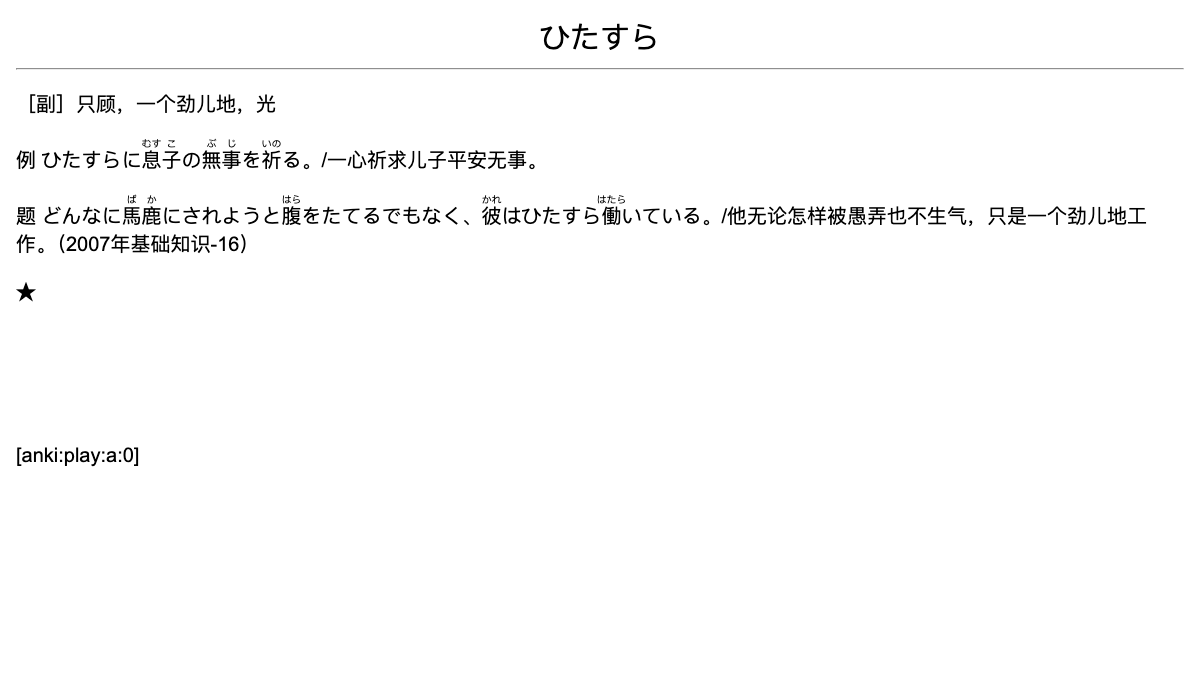 ひたすら
［副］只顾，一个劲儿地，光
むす こ ぶ じ いの
例 ひたすらに息子の無事を祈る。/一心祈求儿子平安无事。
ば か はら かれ はたら
题 どんなに馬鹿にされようと腹をたてるでもなく、彼はひたすら働いている。/他无论怎样被愚弄也不生气，只是一个劲儿地工
作。（2007年基础知识-16）
★
[anki:play:a:0]